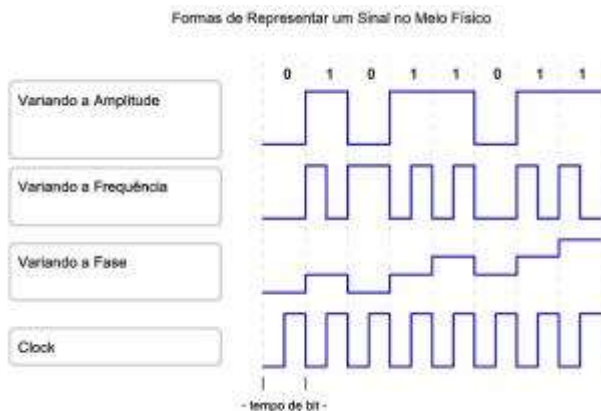 Formas de Representar um Sinal no Meio Físico
0 1 0 1 1 0 1 1
Variando a Amplitude
Variando a Frequência
Variando a Fase
Clock
- tempo de bit -